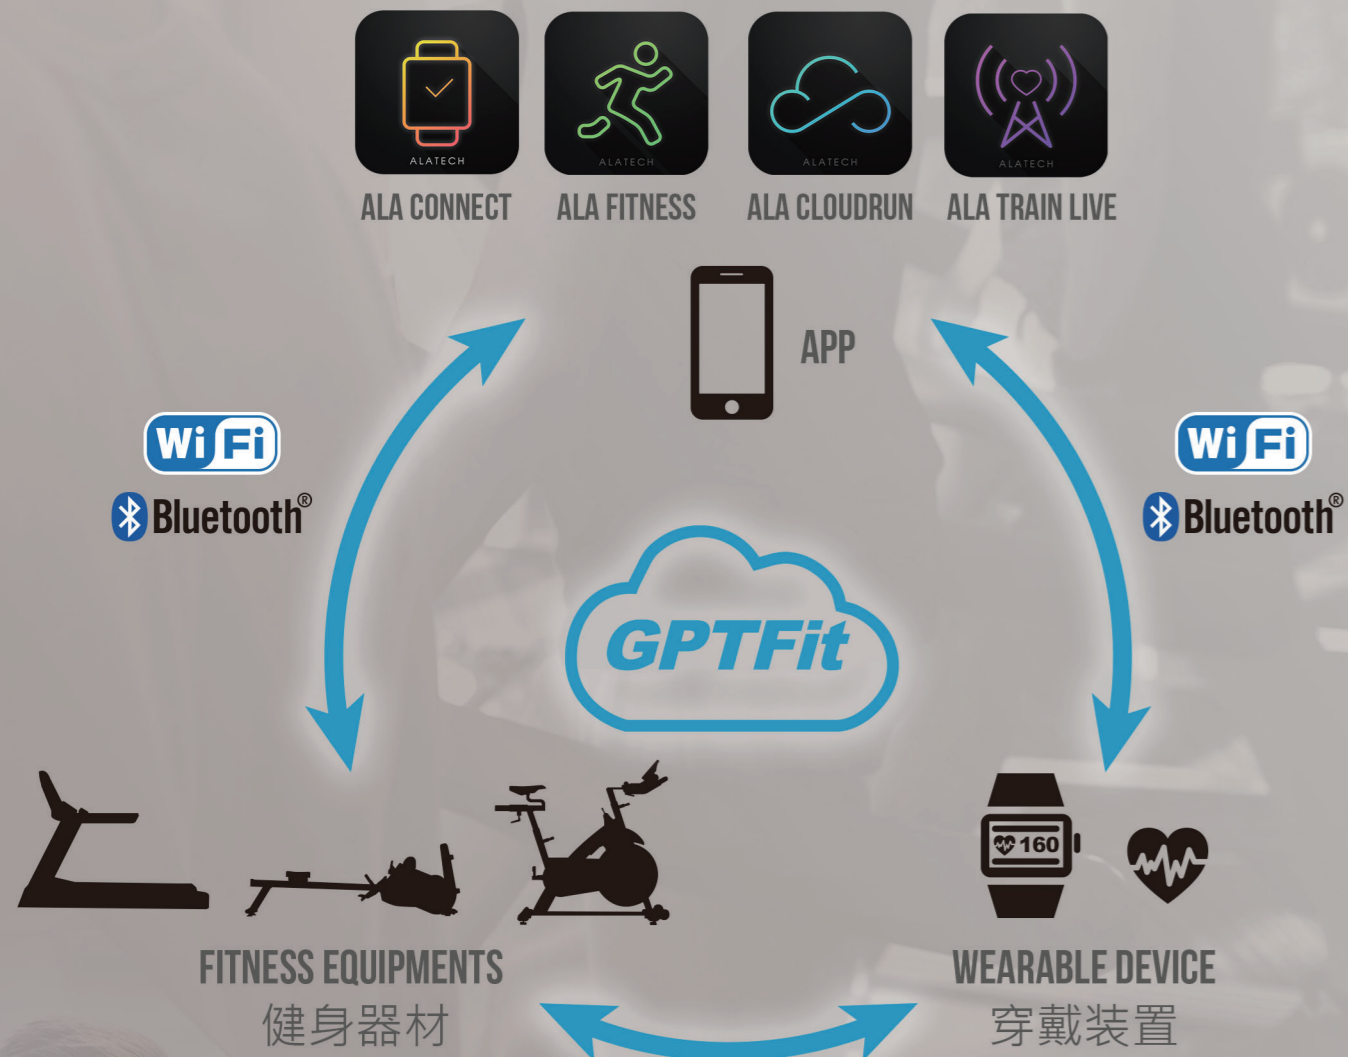 ALATECH
ALATECH
ALATECH
ALATECH
ALA CONNECT
ALA FITNESS
ALA CLOUDRUN
ALA TRAIN LIVE
APP
Wi Fi
Bluetooth®
Wi Fi
Bluetooth®
GPTFit
160
FITNESS EQUIPMENTS
健身器材
WEARABLE DEVICE
穿戴装置